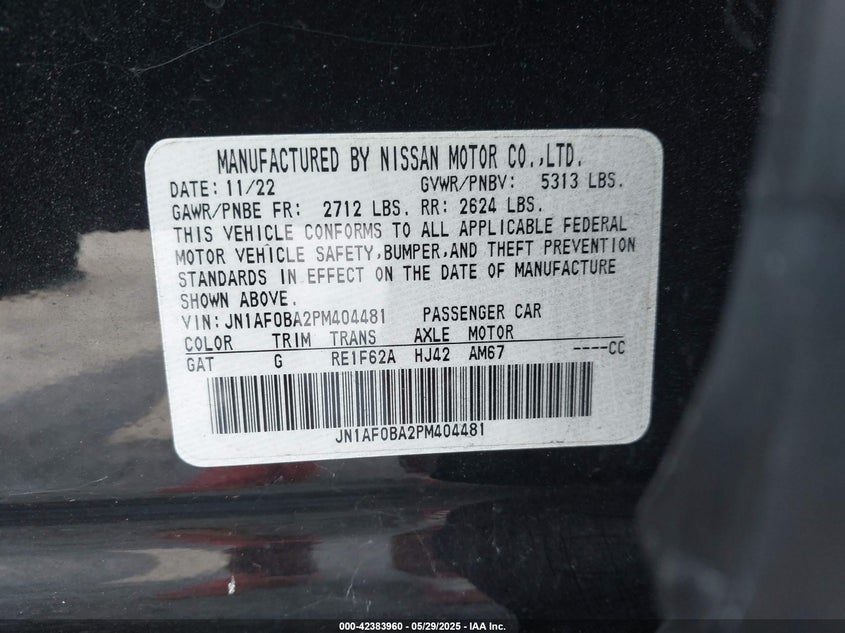 MANUFACTURED BY NISSAN MOTOR CO.,LTD.
DATE: 11/22 GVWR/PNBV: 5313 LBS.
GAWR/PNBE FR: 2712 LBS. RR: 2624 LBS.
THIS VEHICLE CONFORMS TO ALL APPLICABLE FEDERAL
MOTOR VEHICLE SAFETY,BUMPER,AND THEFT PREVENTION
STANDARDS IN EFFECT ON THE DATE OF MANUFACTURE
SHOWN ABOVE.
VIN: JN1AF0BA2PM404481 PASSENGER CAR
COLOR TRIM TRANS AXLE MOTOR
GAT G RE1F62A HJ42 AM67 ----CC
JN1AF0BA2PM404481
000-42383960 - 05/29/2025 - IAA Inc.